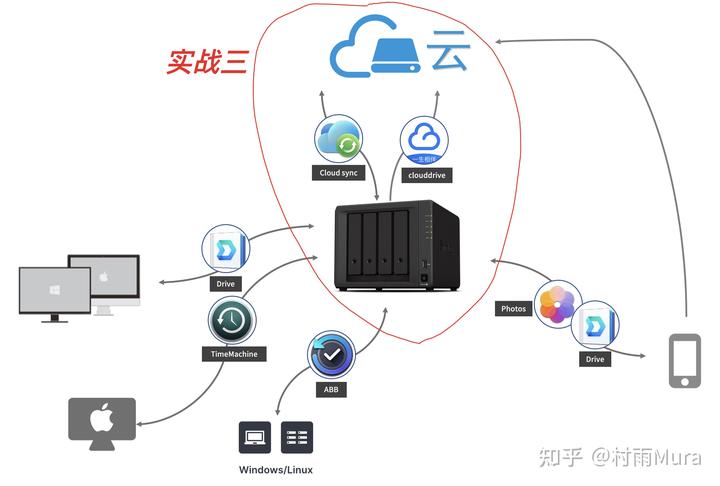 实战三
云
一生相伴
Cloud sync
clouddrive
Drive
TimeMachine
Photos
Drive
ABB
Windows/Linux
知乎 @村雨Mura